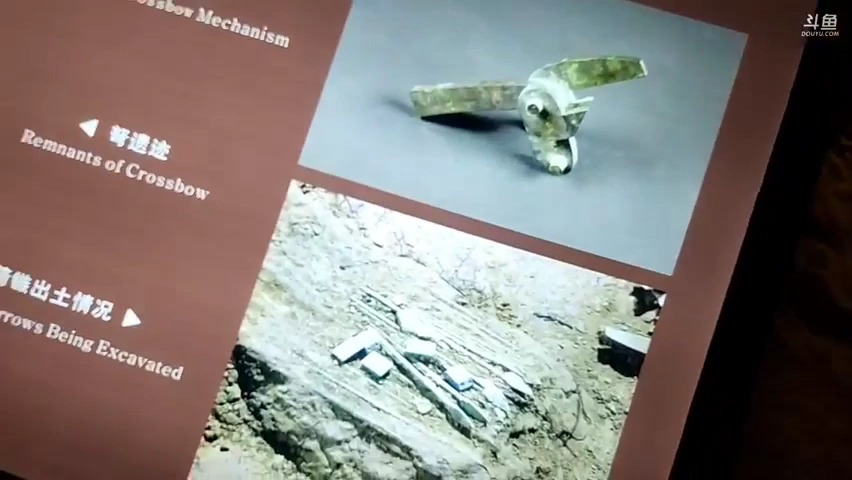 Crossbow Mechanism
弩遗迹
Remnants of Crossbow
箭镞出土情况
Arrows Being Excavated
斗鱼
DOUYU.COM